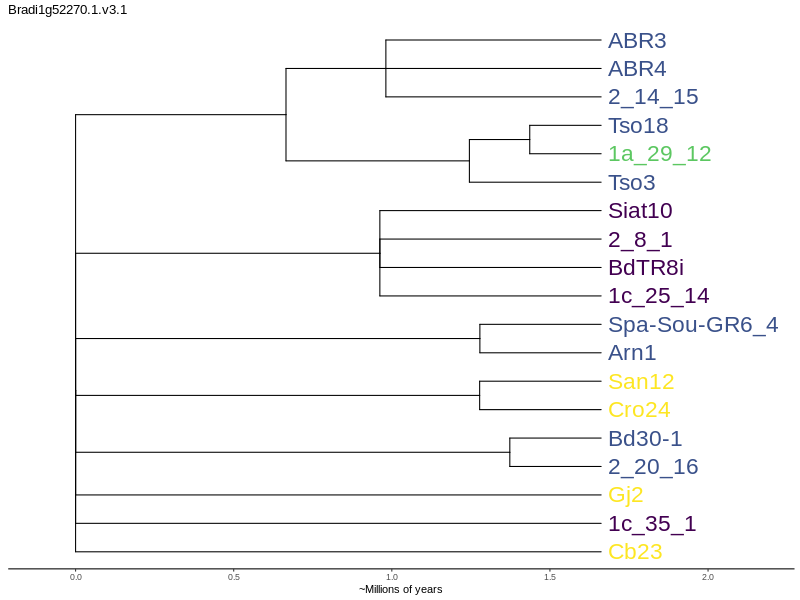 Bradi1g52270.1.v3.1
ABR3
ABR4
2_14_15
Tso18
1a_29_12
Tso3
Siat10
2_8_1
BdTR8i
1c_25_14
Spa-Sou-GR6_4
Arn1
San12
Cro24
Bd30-1
2_20_16
Gj2
1c_35_1
Cb23
0.0 0.5 1.0 1.5 2.0
~Millions of years